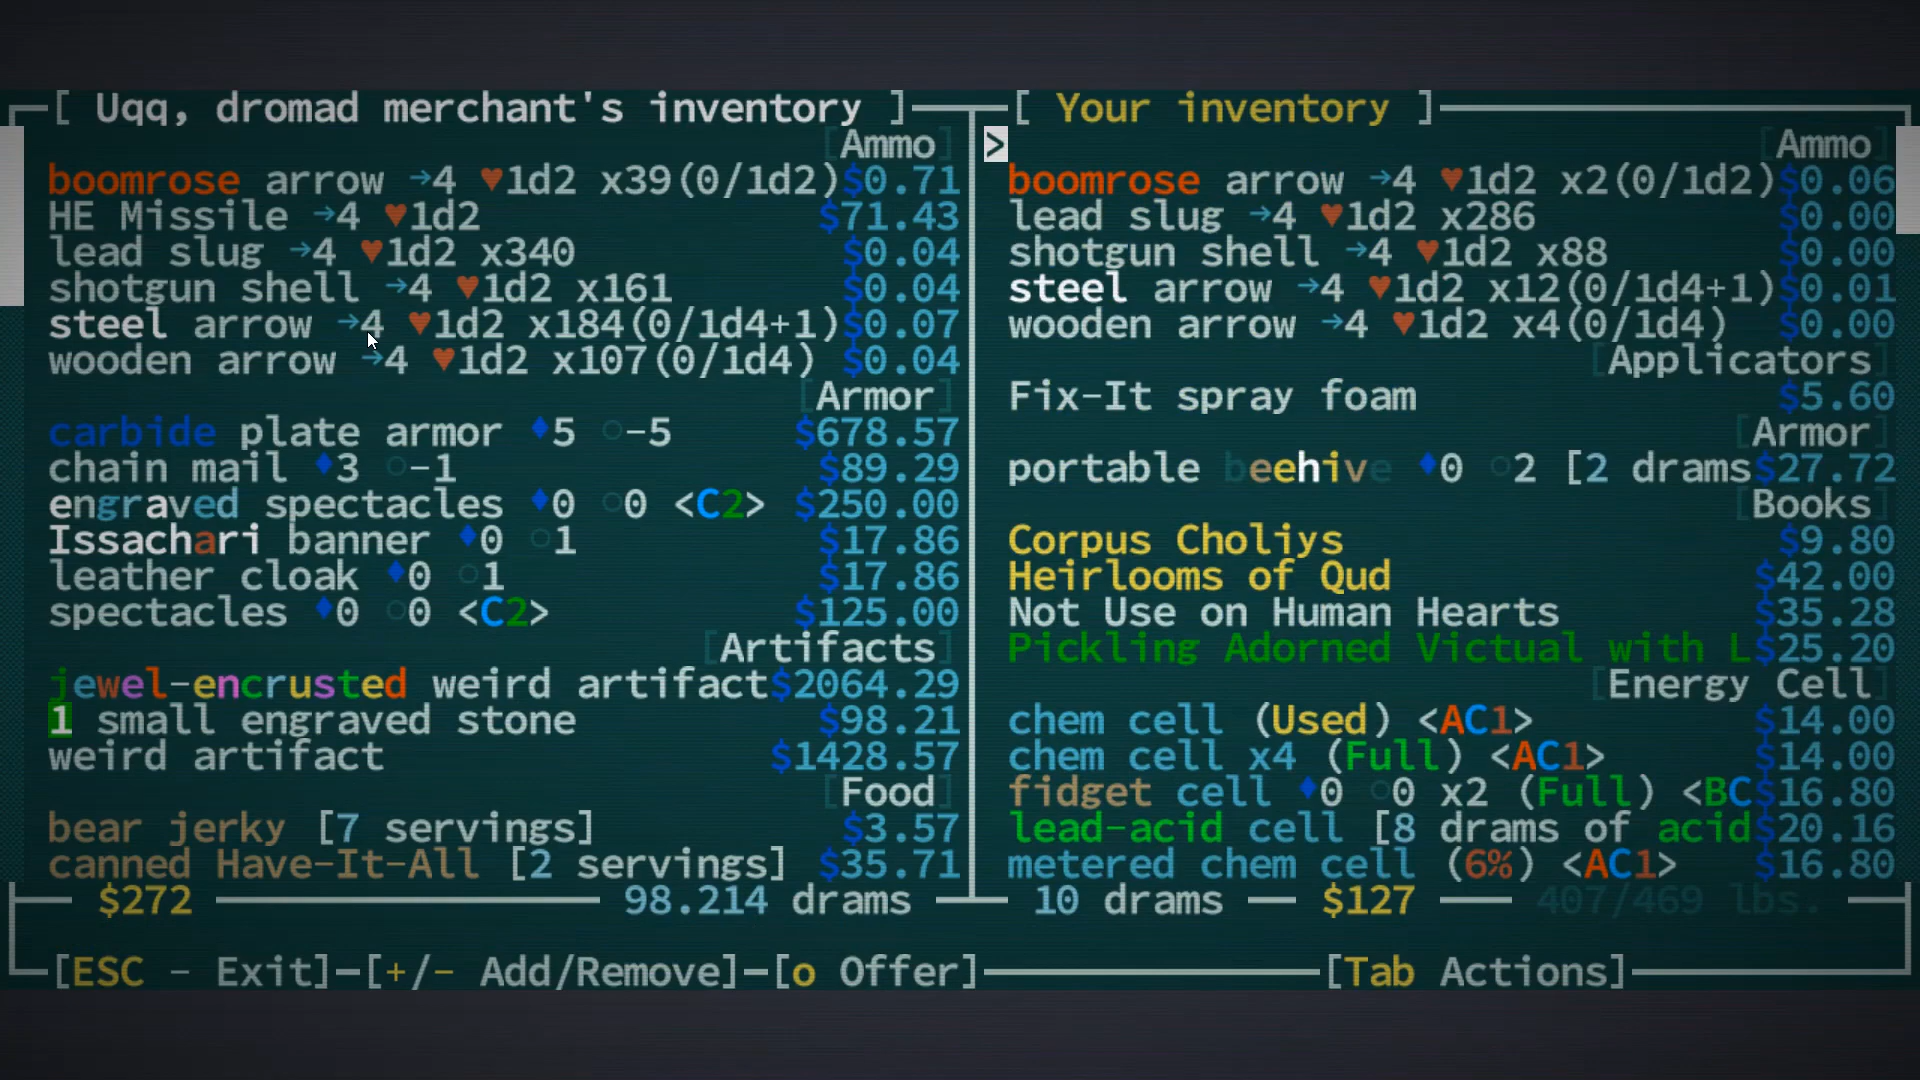 [ Uqq, dromad merchant's inventory ]
[Ammo]
boomrose arrow →4 ♥1d2 x39(0/1d2) $0.71
HE Missile →4 ♥1d2 $71.43
lead slug →4 ♥1d2 x340 $0.04
shotgun shell →4 ♥1d2 x161 $0.04
steel arrow →4 ♥1d2 x184(0/1d4+1) $0.07
wooden arrow →4 ♥1d2 x107(0/1d4) $0.04
[Armor]
carbide plate armor ♦5 ○-5 $678.57
chain mail ♦3 ○-1 $89.29
engraved spectacles ♦0 ○0 <C2> $250.00
Issachari banner ♦0 ○1 $17.86
leather cloak ♦0 ○1 $17.86
spectacles ♦0 ○0 <C2> $125.00
[Artifacts]
jewel-encrusted weird artifact $2064.29
1 small engraved stone $98.21
weird artifact $1428.57
[Food]
bear jerky [7 servings] $3.57
canned Have-It-All [2 servings] $35.71
$272 98.214 drams
[ Your inventory ]
> [Ammo]
boomrose arrow →4 ♥1d2 x2(0/1d2) $0.06
lead slug →4 ♥1d2 x286 $0.00
shotgun shell →4 ♥1d2 x88 $0.00
steel arrow →4 ♥1d2 x12(0/1d4+1) $0.01
wooden arrow →4 ♥1d2 x4(0/1d4) $0.00
[Applicators]
Fix-It spray foam $5.60
[Armor]
portable beehive ♦0 ○2 [2 drams $27.72
[Books]
Corpus Choliys $9.80
Heirlooms of Qud $42.00
Not Use on Human Hearts $35.28
Pickling Adorned Victual with L $25.20
[Energy Cell]
chem cell (Used) <AC1> $14.00
chem cell x4 (Full) <AC1> $14.00
fidget cell ♦0 ○0 x2 (Full) <BC $16.80
lead-acid cell [8 drams of acid $20.16
metered chem cell (6%) <AC1> $16.80
10 drams $127 407/469 lbs.
[ESC - Exit]-[+/- Add/Remove]-[o Offer] [Tab Actions]